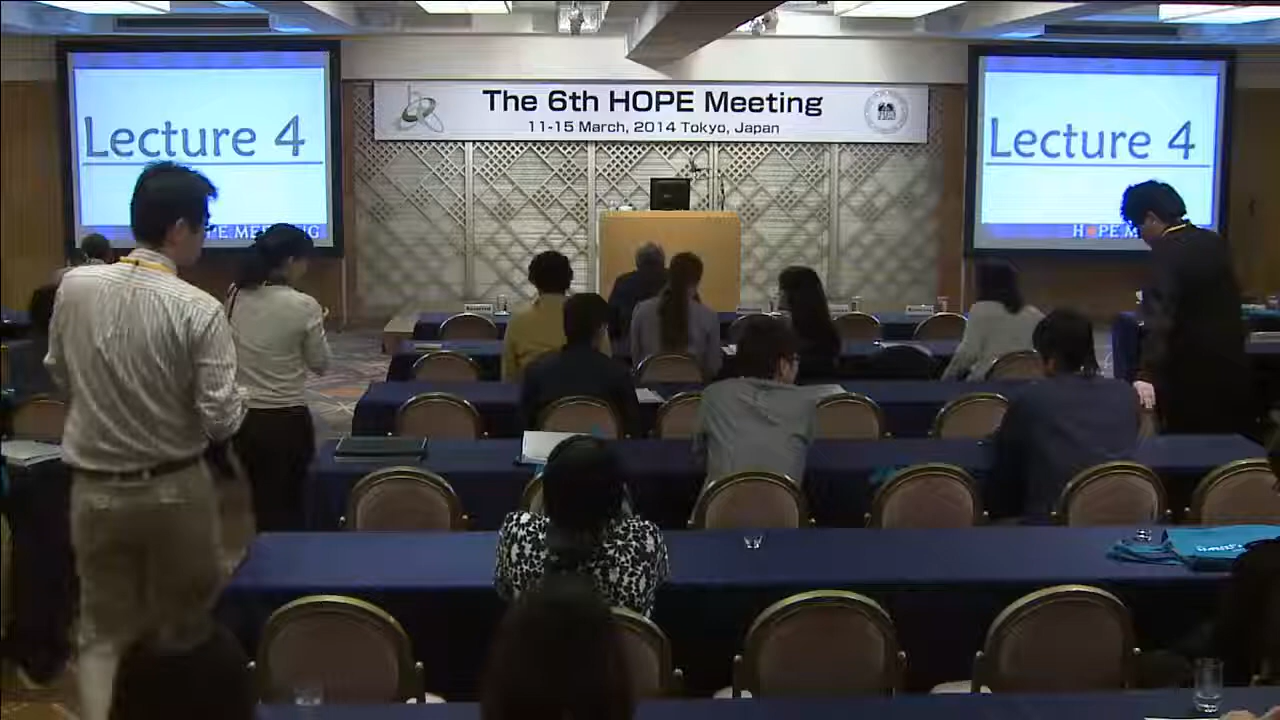 The 6th HOPE Meeting
11-15 March, 2014 Tokyo, Japan
Lecture 4
Lecture 4